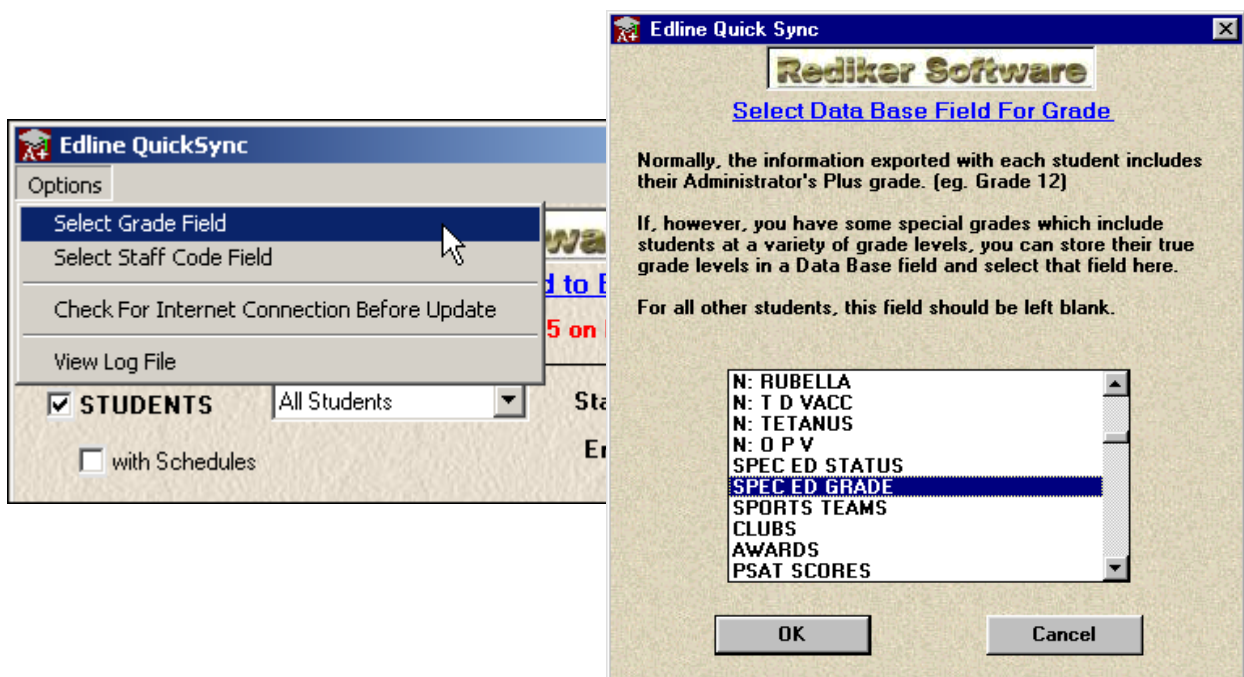 Edline QuickSync
Options
Select Grade Field
Select Staff Code Field
Check For Internet Connection Before Update
View Log File
wa
d to E
5 on
STUDENTS
All Students
Sta
with Schedules
Edline Quick Sync
Rediker Software
Select Data Base Field For Grade
Normally, the information exported with each student includes
their Administrator's Plus grade. (eg. Grade 12)
If, however, you have some special grades which include
students at a variety of grade levels, you can store their true
grade levels in a Data Base field and select that field here.
For all other students, this field should be left blank.
N: RUBELLA
N: T D VACC
N: TETANUS
N: O P V
SPEC ED STATUS
SPEC ED GRADE
SPORTS TEAMS
CLUBS
AWARDS
PSAT SCORES
OK
Cancel